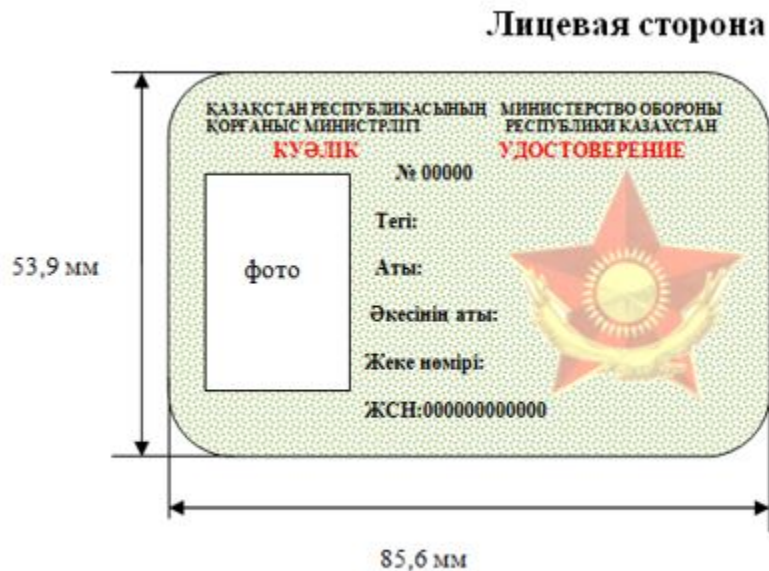 Лицевая сторона
ҚАЗАҚСТАН РЕСПУБЛИКАСЫНЫҢ МИНИСТЕРСТВО ОБОРОНЫ
ҚОРҒАНЫС МИНИСТРЛІГІ РЕСПУБЛИКИ КАЗАХСТАН
КУӘЛІК УДОСТОВЕРЕНИЕ
№ 00000
Тегі:
53,9 мм фото Аты:
Әкесінің аты:
Жеке нөмірі:
ЖСН:000000000000
85,6 мм